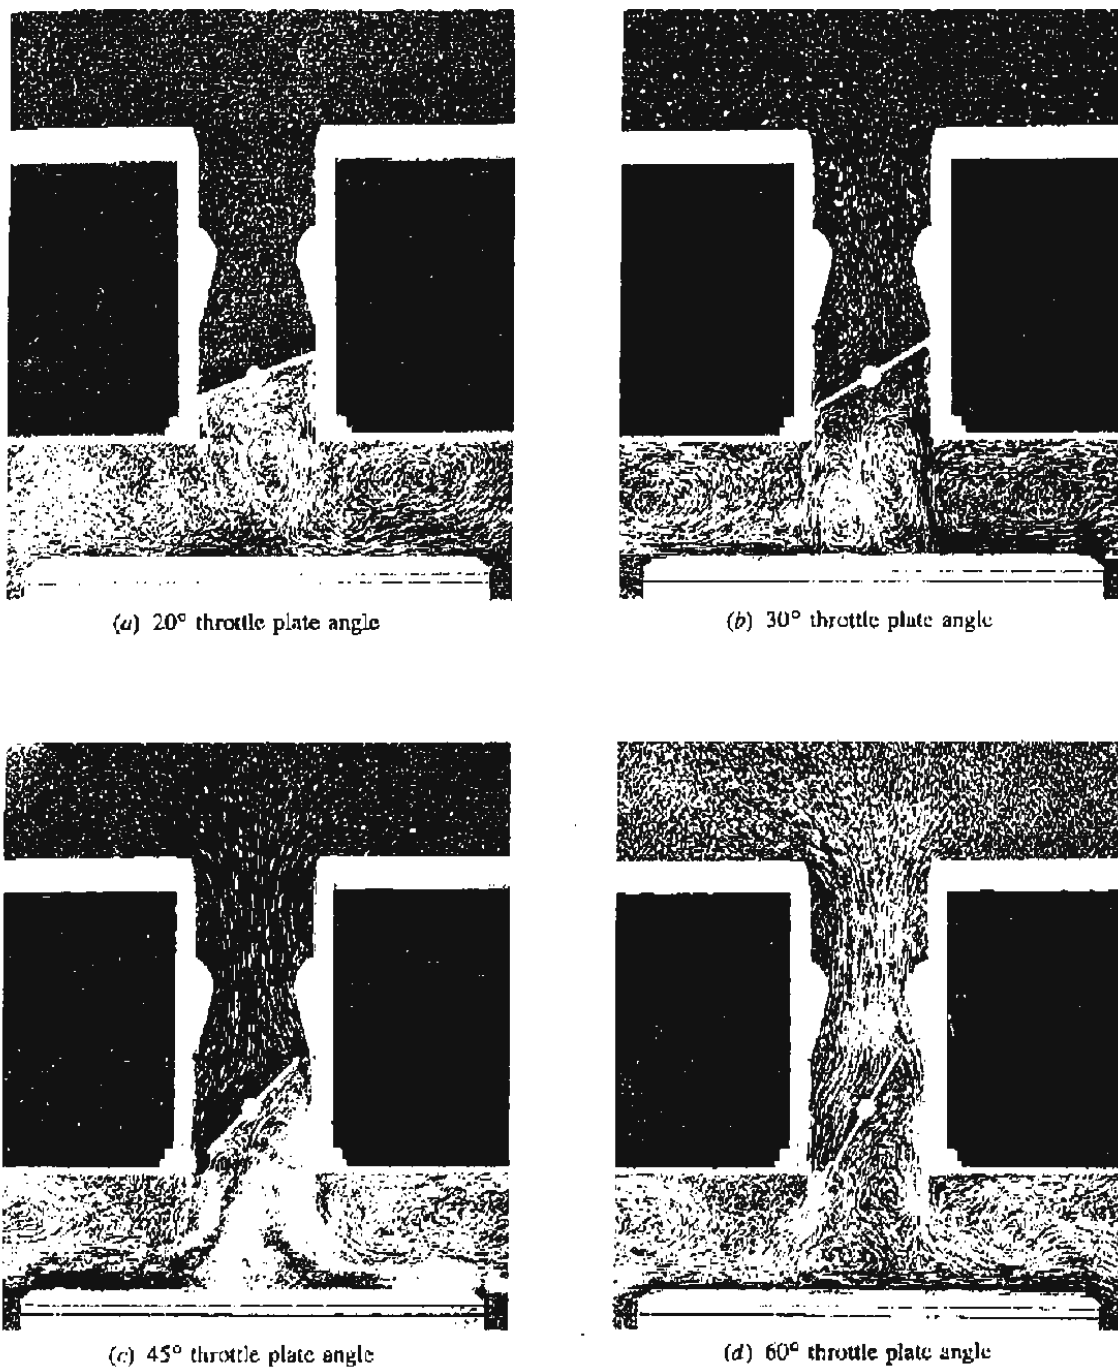 (a) 20° throttle plate angle
(b) 30° throttle plate angle
(c) 45° throttle plate angle
(d) 60° throttle plate angle